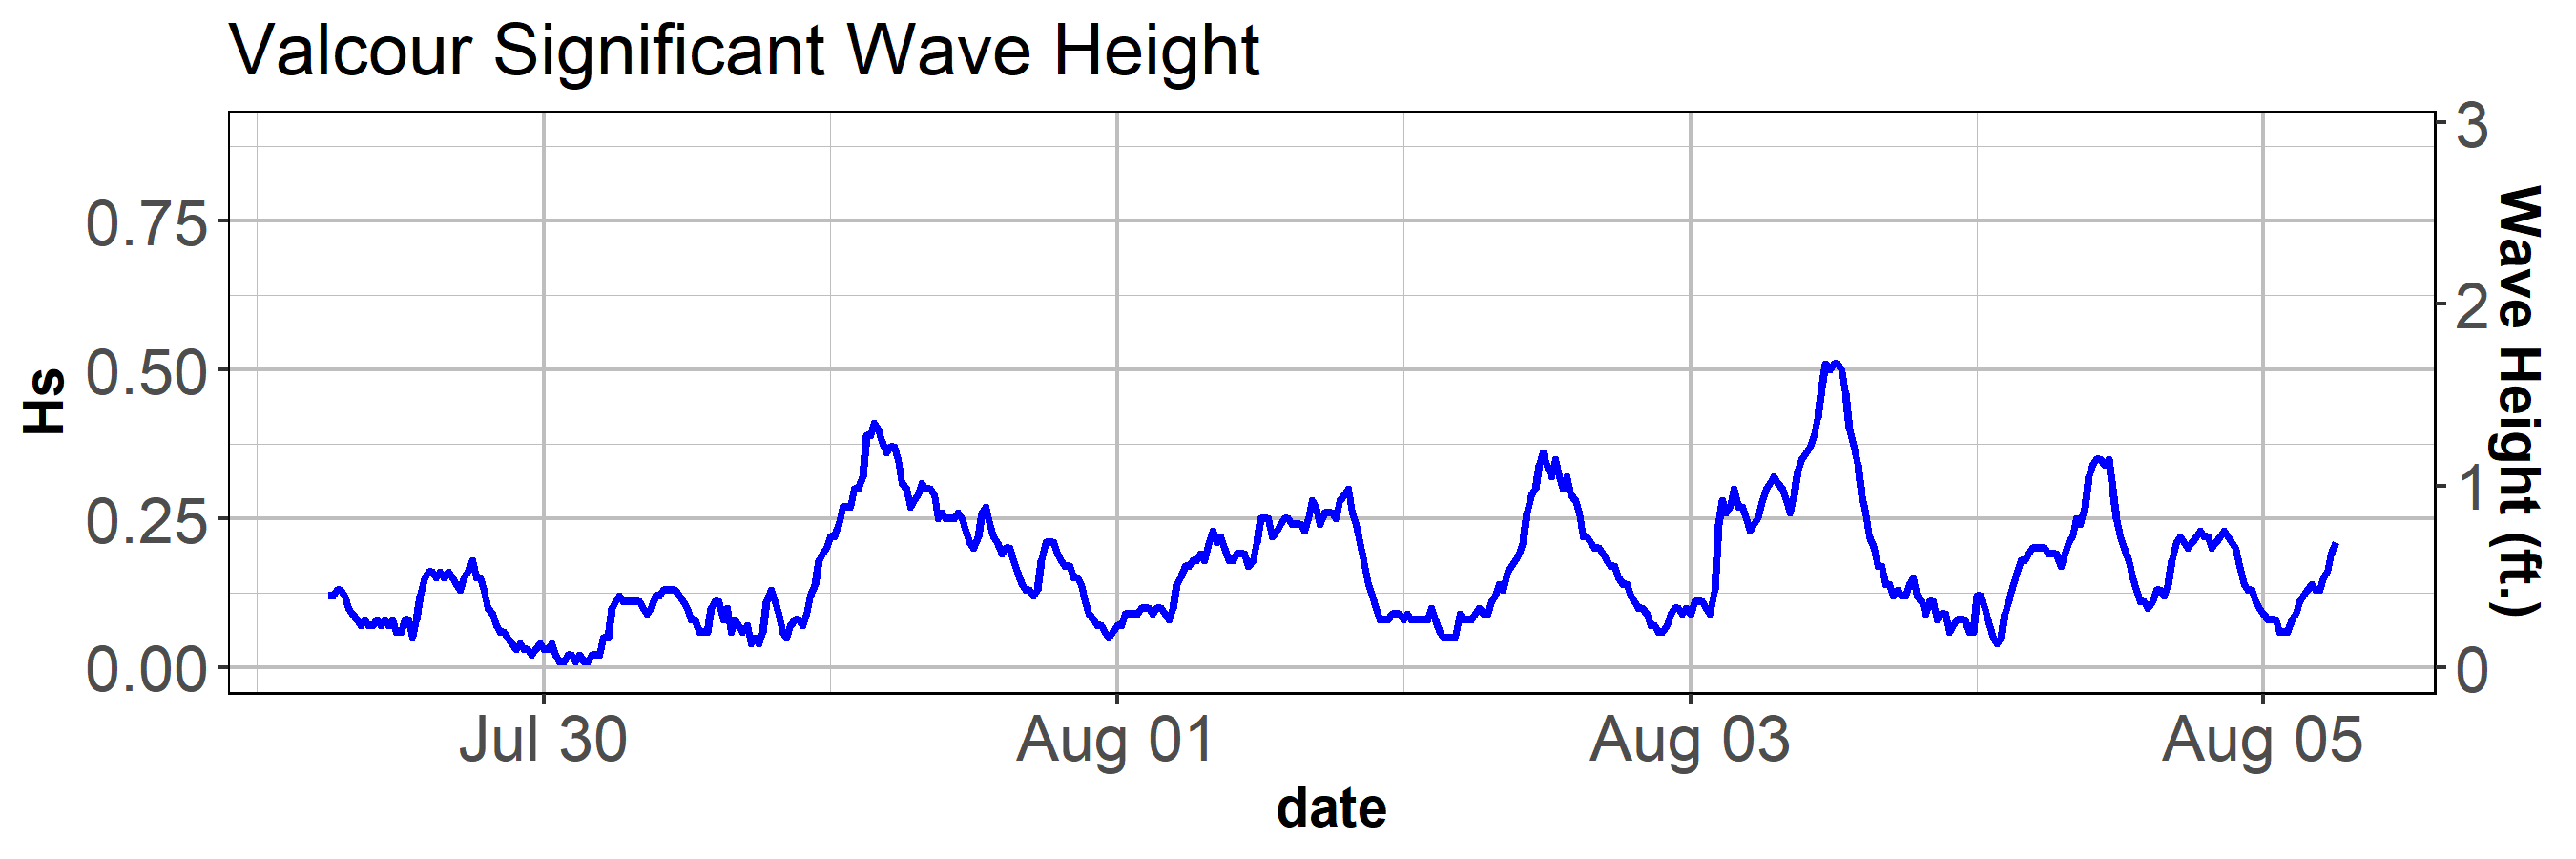 Valcour Significant Wave Height
Hs
0.75
0.50
0.25
0.00
3
2
1
0
Wave Height (ft.)
Jul 30 Aug 01 Aug 03 Aug 05
date